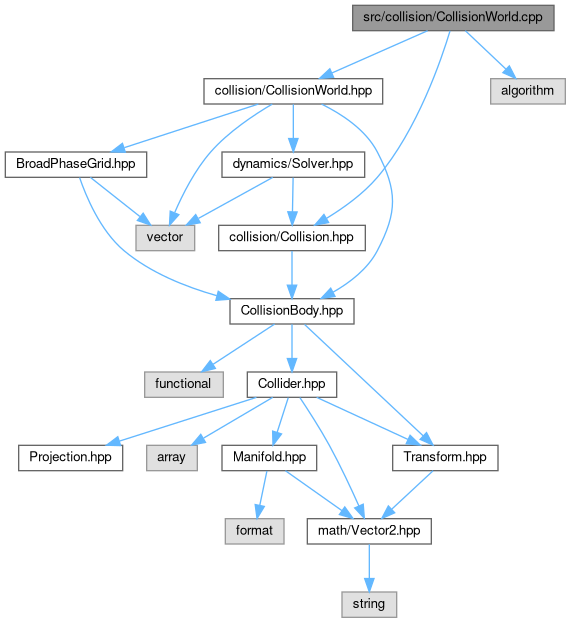 src/collision/CollisionWorld.cpp
collision/CollisionWorld.hpp
algorithm
BroadPhaseGrid.hpp
dynamics/Solver.hpp
vector
collision/Collision.hpp
CollisionBody.hpp
functional
Collider.hpp
Projection.hpp
array
Manifold.hpp
Transform.hpp
format
math/Vector2.hpp
string